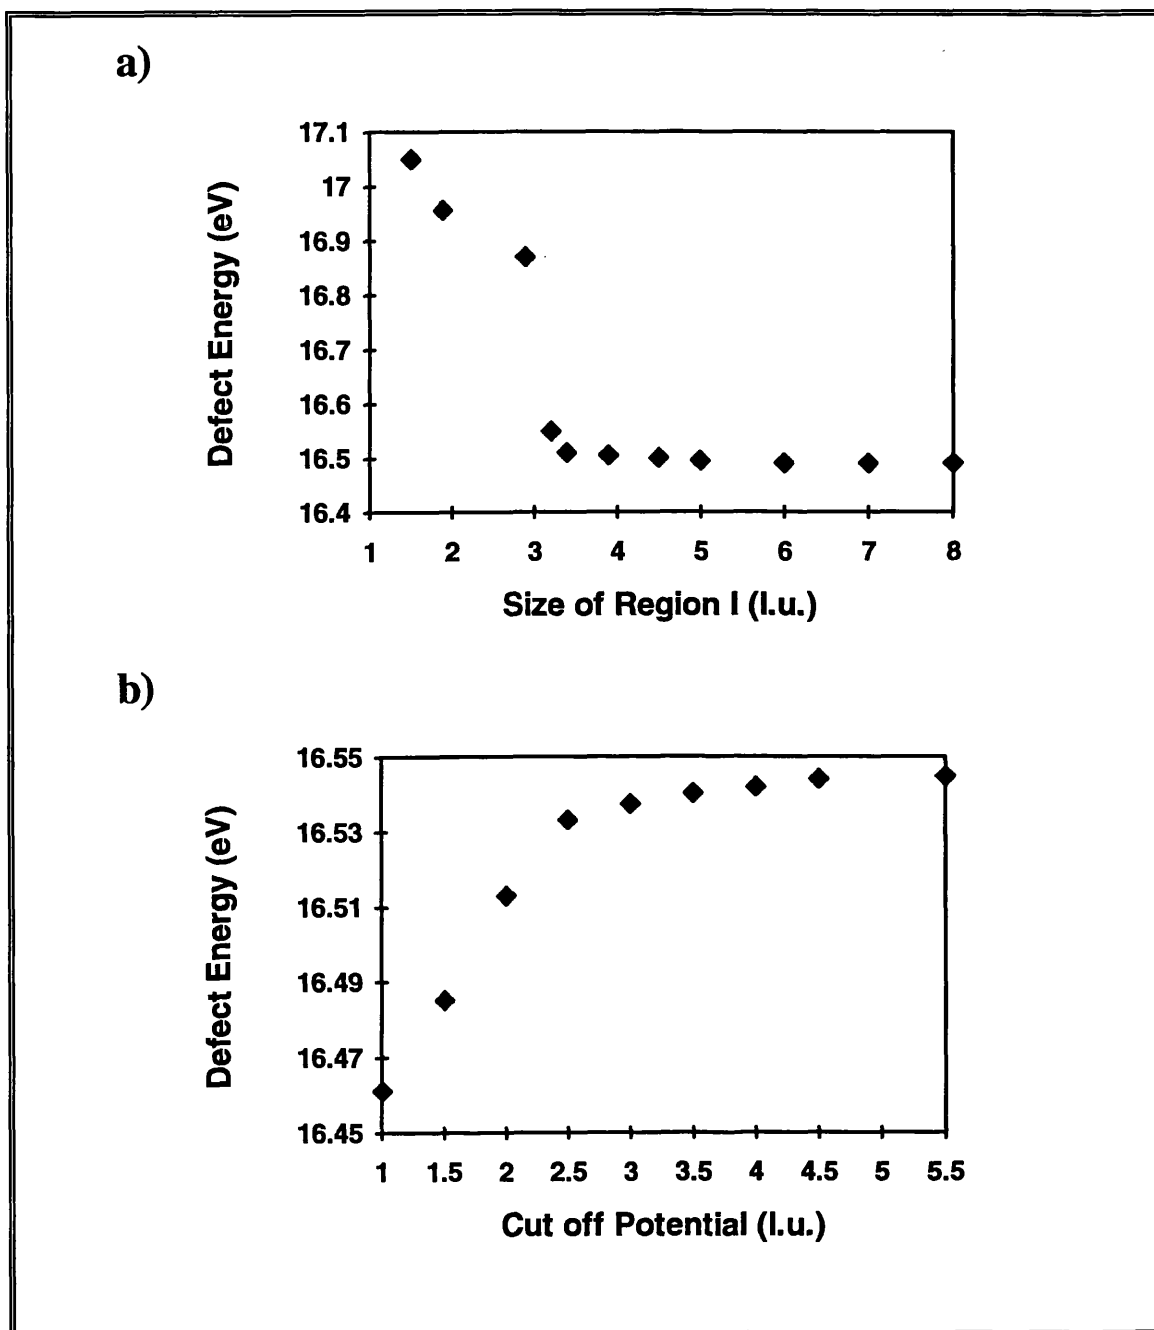 a)
17.1
17
16.9
16.8
16.7
16.6
16.5
16.4
Defect Energy (eV)
1 2 3 4 5 6 7 8
Size of Region I (l.u.)
b)
16.55
16.53
16.51
16.49
16.47
16.45
Defect Energy (eV)
1 1.5 2 2.5 3 3.5 4 4.5 5 5.5
Cut off Potential (l.u.)